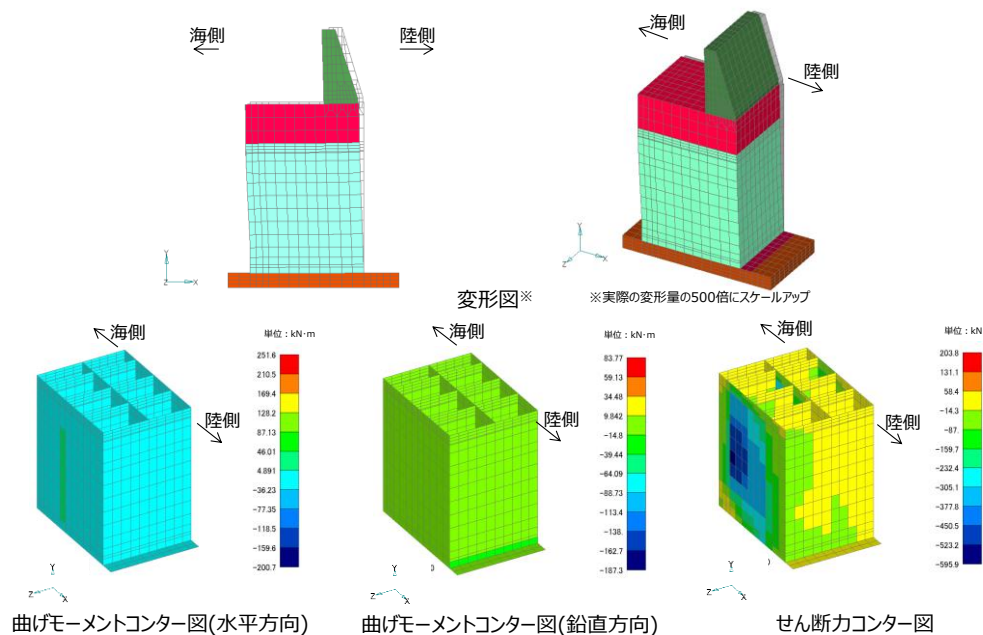 海側
陸側
海側
陸側
Y
Z
X
Y
Z
X
変形図※
※実際の変形量の500倍にスケールアップ
海側
陸側
単位：kN･m
251.6
210.5
169.4
128.2
87.13
46.01
4.891
-36.23
-77.35
-118.5
-159.6
-200.7
Y
Z
X
曲げモーメントコンター図(水平方向)
海側
陸側
単位：kN･m
83.77
59.13
34.48
9.842
-14.8
-39.44
-64.09
-88.73
-113.4
-138
-162.7
-187.3
Y
Z
X
曲げモーメントコンター図(鉛直方向)
海側
陸側
単位：kN
203.8
131.1
58.4
-14.3
-87.
-159.7
-232.4
-305.1
-377.8
-450.5
-523.2
-595.9
Y
Z
X
せん断力コンター図